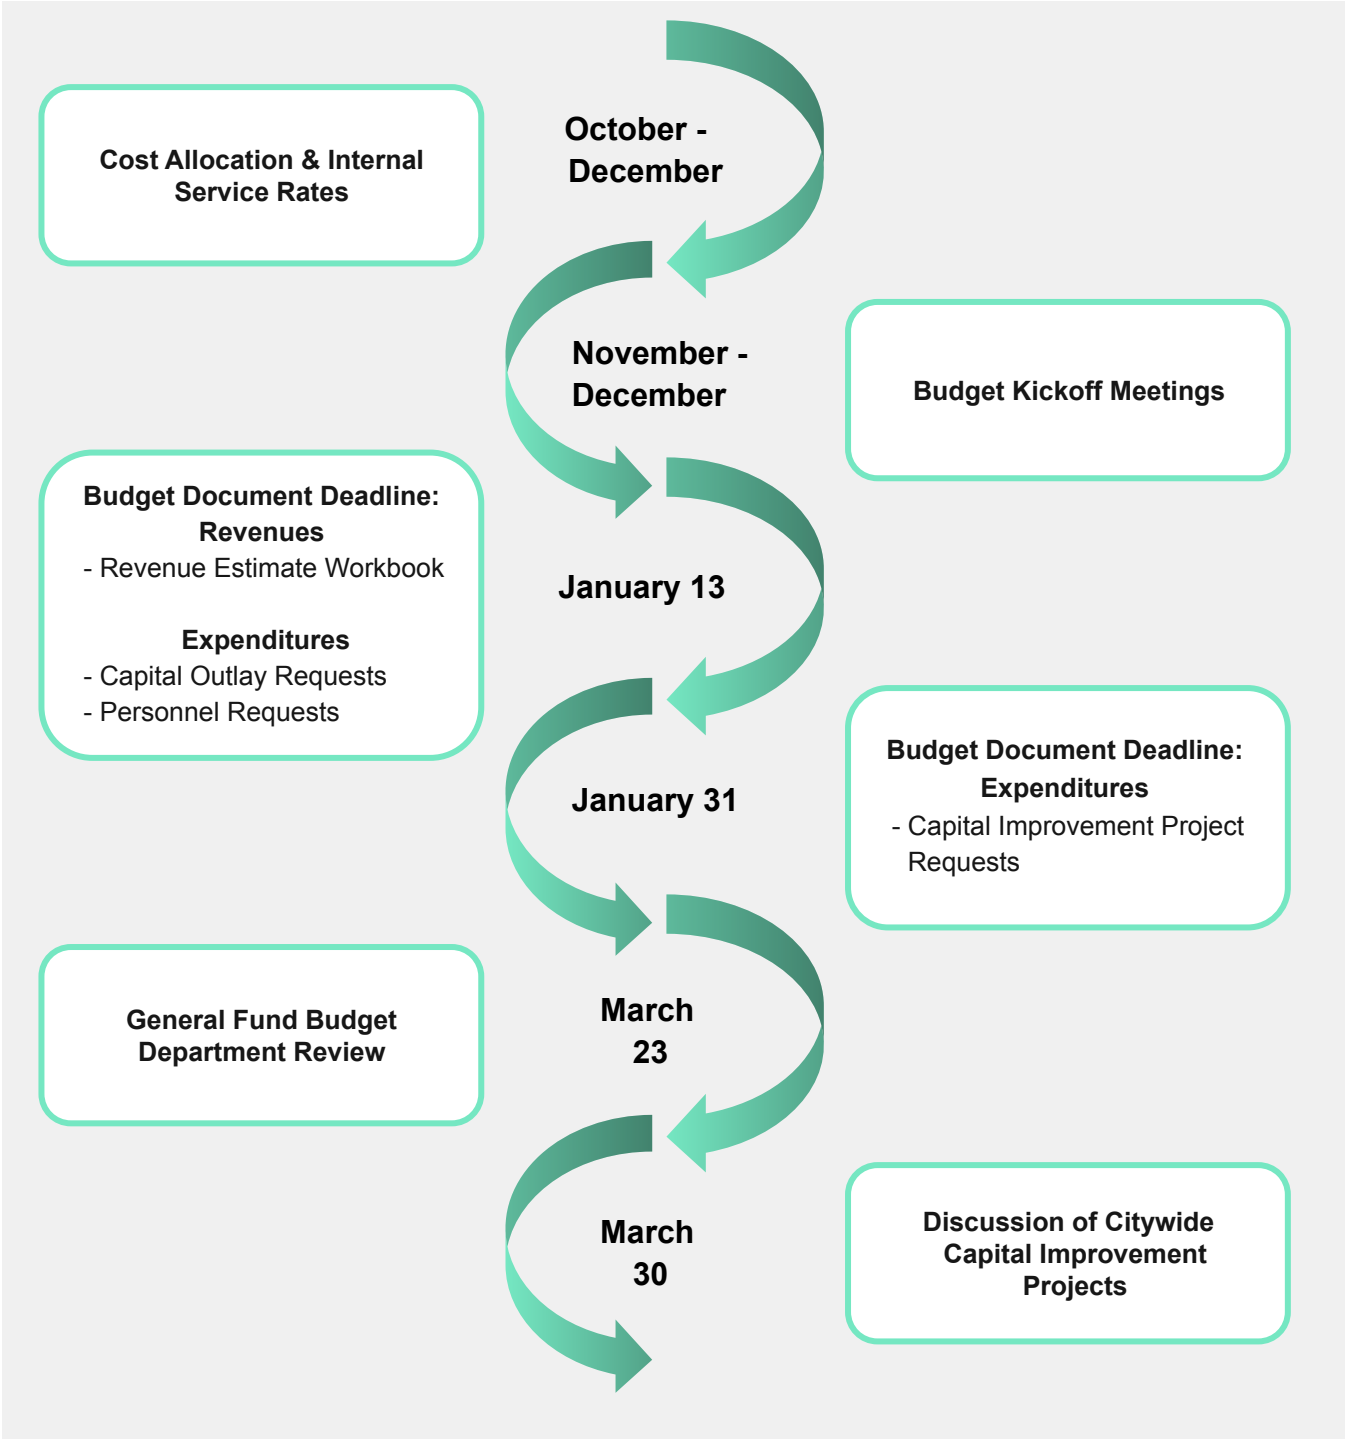 Cost Allocation & Internal
Service Rates
October -
December
November -
December
Budget Kickoff Meetings
Budget Document Deadline:
Revenues
- Revenue Estimate Workbook
Expenditures
- Capital Outlay Requests
- Personnel Requests
January 13
January 31
Budget Document Deadline:
Expenditures
- Capital Improvement Project
Requests
General Fund Budget
Department Review
March
23
March
30
Discussion of Citywide
Capital Improvement
Projects